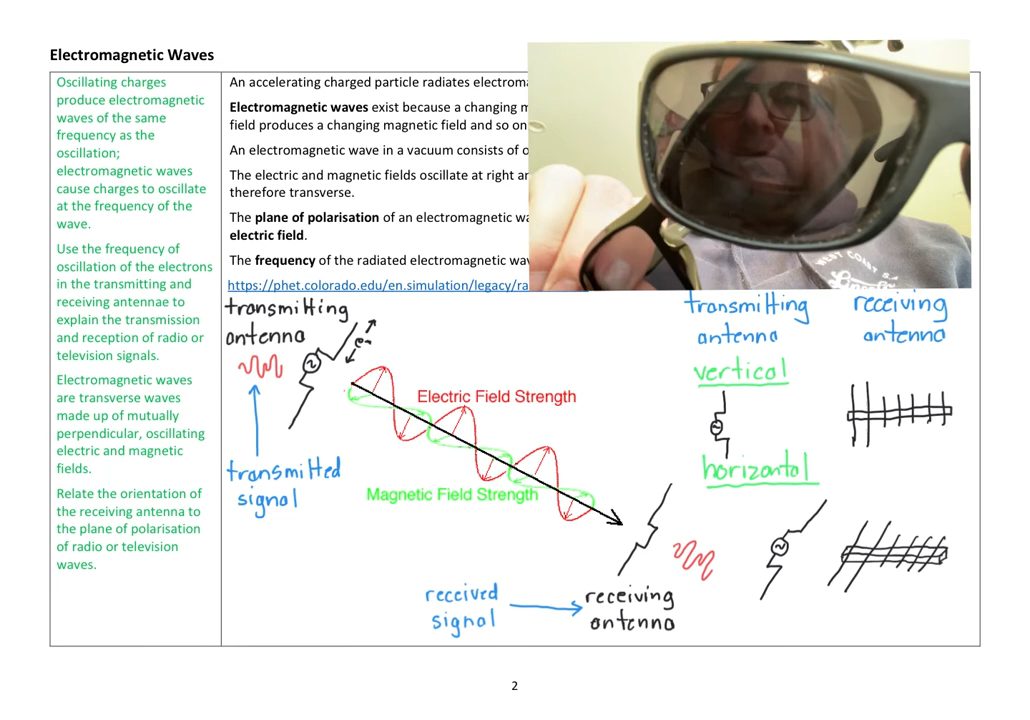 Electromagnetic Waves
Oscillating charges
produce electromagnetic
waves of the same
frequency as the
oscillation;
electromagnetic waves
cause charges to oscillate
at the frequency of the
wave.
Use the frequency of
oscillation of the electrons
in the transmitting and
receiving antennae to
explain the transmission
and reception of radio or
television signals.
Electromagnetic waves
are transverse waves
made up of mutually
perpendicular, oscillating
electric and magnetic
fields.
Relate the orientation of
the receiving antenna to
the plane of polarisation
of radio or television
waves.
An accelerating charged particle radiates
Electromagnetic waves exist because a changing
field produces a changing magnetic field and so on
An electromagnetic wave in a vacuum consists of
The electric and magnetic fields oscillate at right
therefore transverse.
The plane of polarisation of an electromagnetic
electric field.
The frequency of the radiated electromagnetic
https://phet.colorado.edu/en.simulation/legacy/ra
WEST COAST
transmitting
antenna
e-
transmitted
signal
Electric Field Strength
Magnetic Field Strength
received
signal
receiving
antenna
transmitting
antenna
receiving
antenna
vertical
horizontal
2